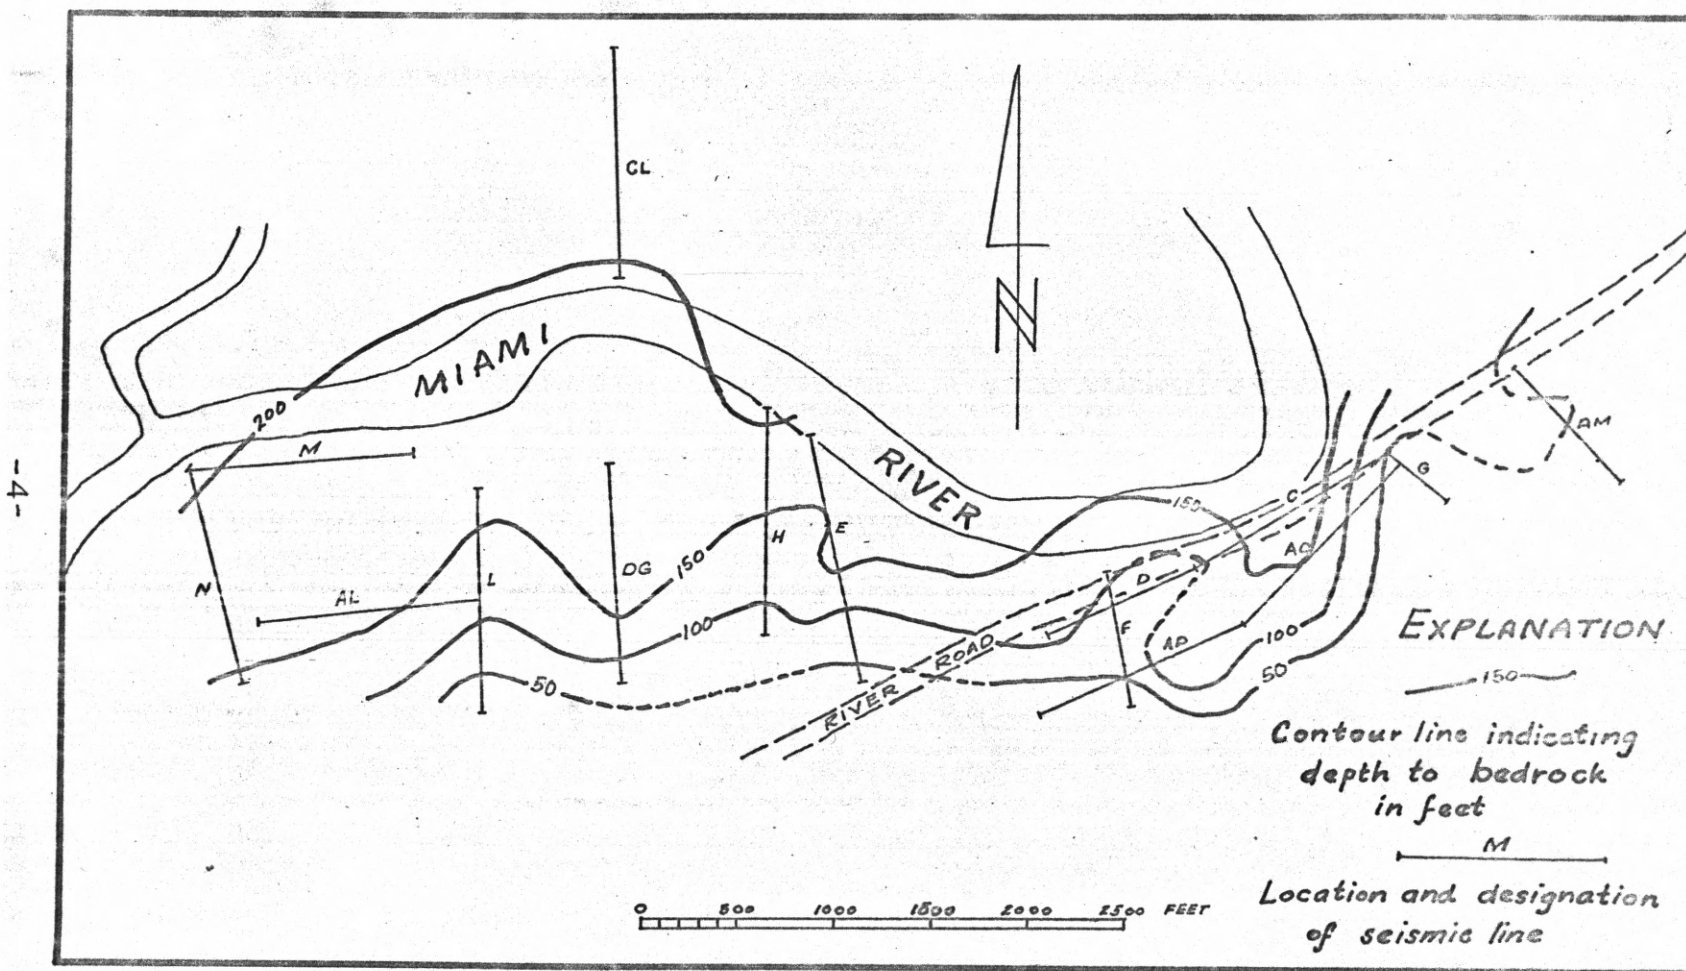 CL
N
MIAMI
200
M
AM
G
RIVER
C
150
E
H
AO
DG
150
L
D
N
AL
F
EXPLANATION
100
ROAD
100
AP
150
50
50
RIVER
Contour line indicating
depth to bedrock
in feet
M
Location and designation
of seismic line
0 500 1000 1500 2000 2500 FEET
-4-